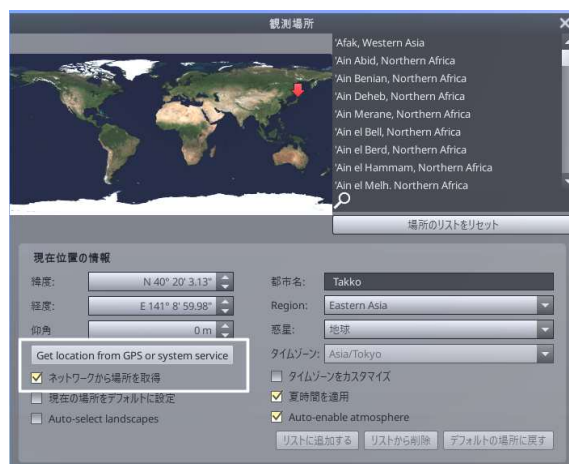 観測場所
'Afak, Western Asia
'Ain Abid, Northern Africa
'Ain Benian, Northern Africa
'Ain Deheb, Northern Africa
'Ain Merane, Northern Africa
'Ain el Bell, Northern Africa
'Ain el Berd, Northern Africa
'Ain el Hammam, Northern Africa
'Ain el Melh. Northern Africa
場所のリストをリセット
現在位置の情報
緯度: N 40° 20' 3.13" 都市名: Takko
経度: E 141° 8' 59.98" Region: Eastern Asia
仰角 0 m 惑星: 地球
Get location from GPS or system service タイムゾーン: Asia/Tokyo
ネットワークから場所を取得 タイムゾーンをカスタマイズ
現在の場所をデフォルトに設定 夏時間を適用
Auto-select landscapes Auto-enable atmosphere
リストに追加する リストから削除 デフォルトの場所に戻す